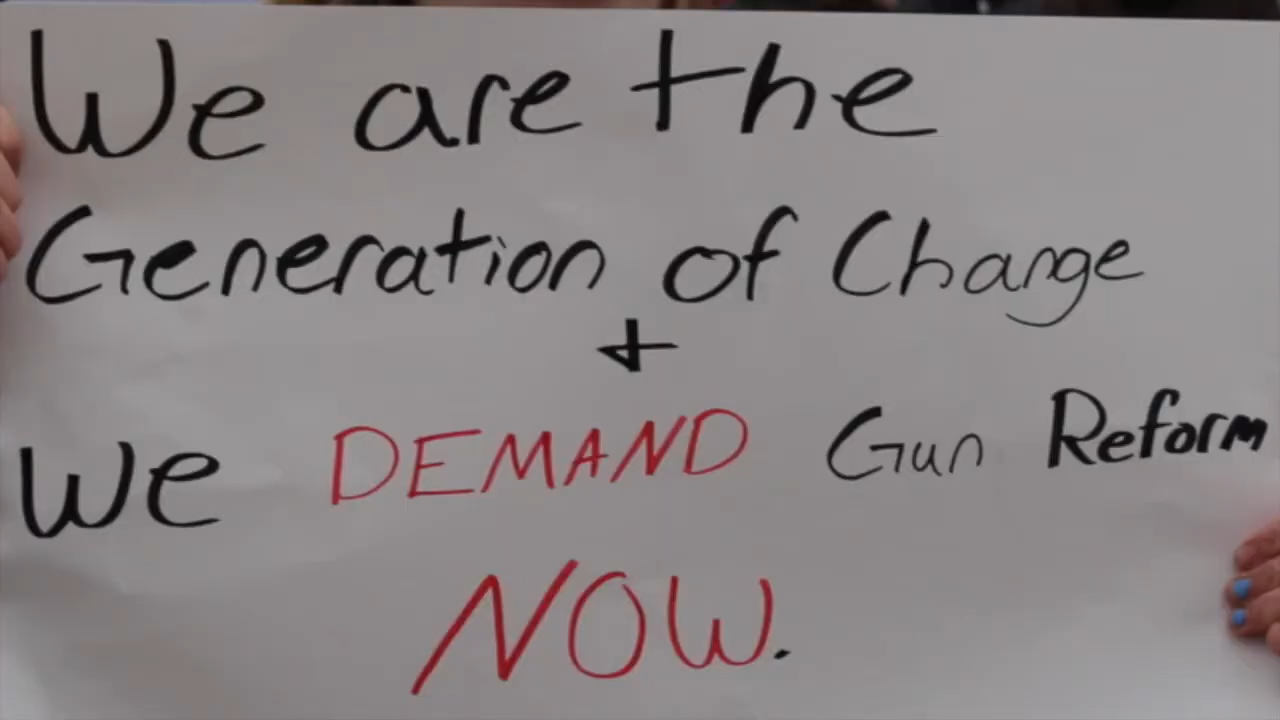 We are the
Generation of Change
+
We DEMAND Gun Reform
NOW.